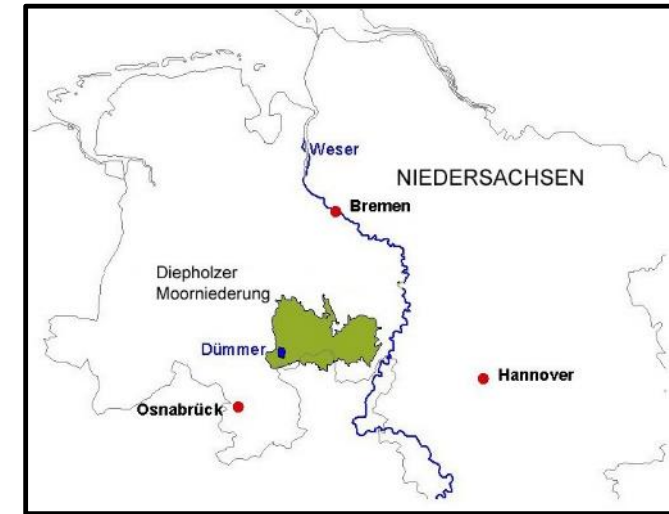 Weser
NIEDERSACHSEN
Bremen
Diepholzer
Moorniederung
Dümmer
Hannover
Osnabrück